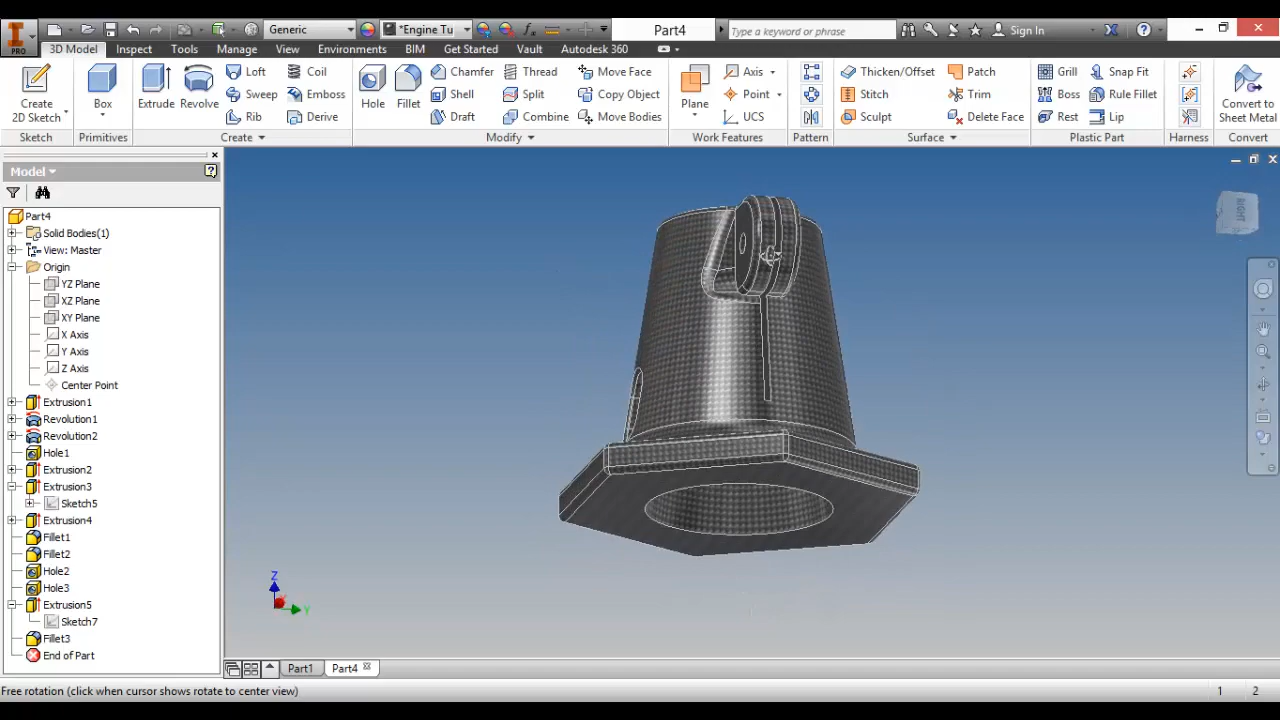 PRO
Generic
*Engine Tu
fx
Part4
Type a keyword or phrase
Sign In
3D Model Inspect Tools Manage View Environments BIM Get Started Vault Autodesk 360
Create
2D Sketch
Box
Extrude
Revolve
Loft
Sweep
Rib
Coil
Emboss
Derive
Hole
Fillet
Chamfer
Shell
Draft
Thread
Split
Combine
Move Face
Copy Object
Move Bodies
Plane
Axis
Point
UCS
Thicken/Offset
Stitch
Sculpt
Patch
Trim
Delete Face
Grill
Boss
Rest
Snap Fit
Rule Fillet
Lip
Convert to
Sheet Metal
Sketch Primitives Create Modify Work Features Pattern Surface Plastic Part Harness Convert
Model
Part4
Solid Bodies(1)
View: Master
Origin
YZ Plane
XZ Plane
XY Plane
X Axis
Y Axis
Z Axis
Center Point
Extrusion1
Revolution1
Revolution2
Hole1
Extrusion2
Extrusion3
Sketch5
Extrusion4
Fillet1
Fillet2
Hole2
Hole3
Extrusion5
Sketch7
Fillet3
End of Part
RIGHT
Z
Y
Part1 Part4
Free rotation (click when cursor shows rotate to center view)
1 2